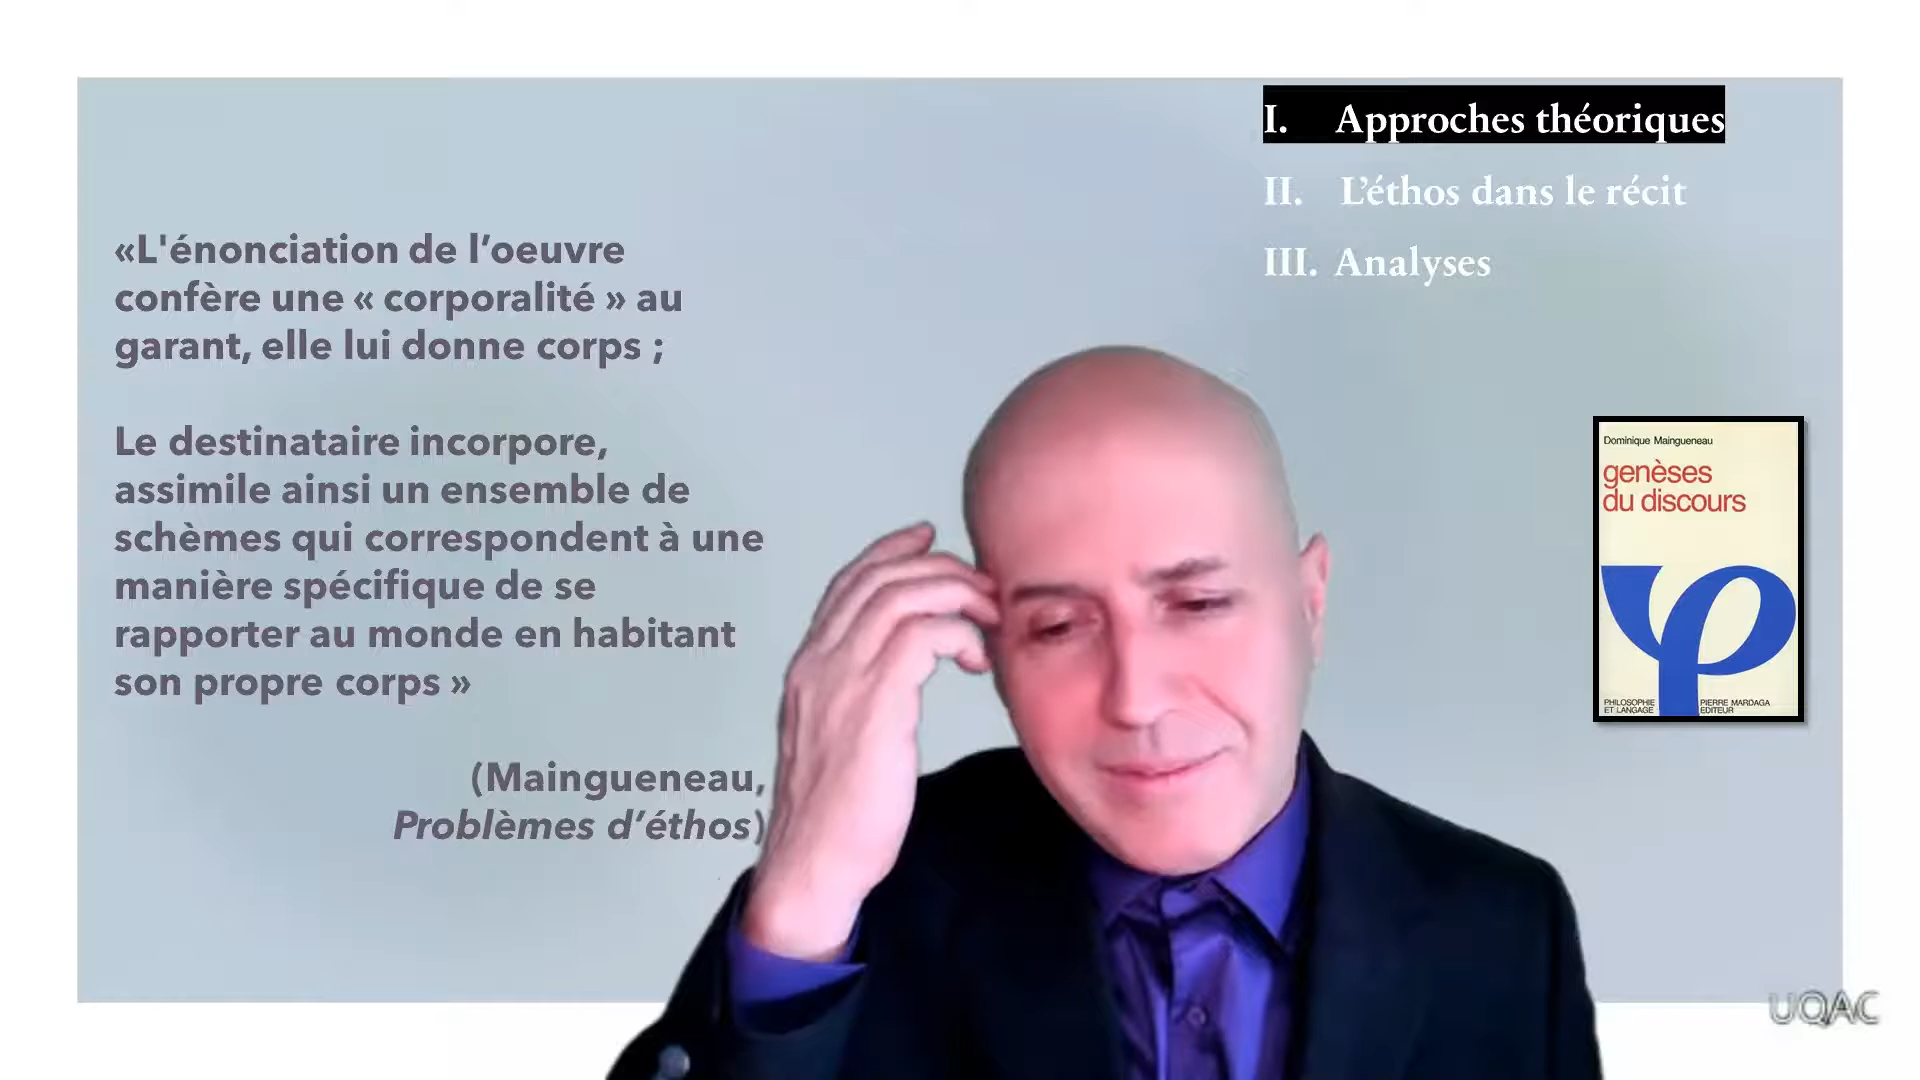 I. Approches théoriques
II. L’éthos dans le récit
III. Analyses
«L'énonciation de l’oeuvre
confère une « corporalité » au
garant, elle lui donne corps ;
Le destinataire incorpore,
assimile ainsi un ensemble de
schèmes qui correspondent à une
manière spécifique de se
rapporter au monde en habitant
son propre corps »
(Maingueneau,
Problèmes d’éthos)
Dominique Maingueneau
genèses
du discours
PHILOSOPHIE
ET LANGAGE
PIERRE MARDAGA
EDITEUR
UQAC